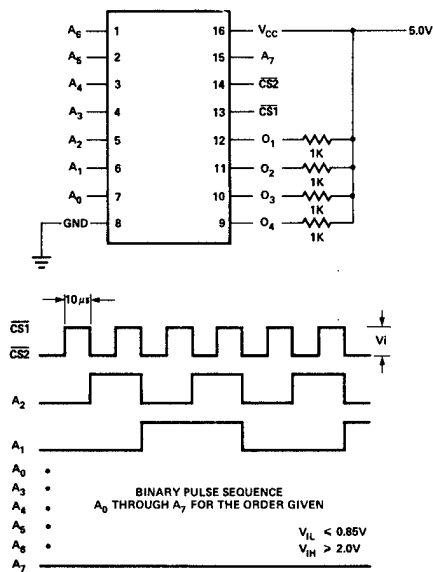 A6 1 16 VCC 5.0V
A5 2 15 A7
A4 3 14 CS2
A3 4 13 CS1
A2 5 12 O1 1K
A1 6 11 O2 1K
A0 7 10 O3 1K
GND 8 9 O4 1K
10 μs
CS1
CS2
Vi
A2
A1
A0
A3
A4
A5
A6
A7
BINARY PULSE SEQUENCE
A0 THROUGH A7 FOR THE ORDER GIVEN
VIL ≤ 0.85V
VIH ≥ 2.0V